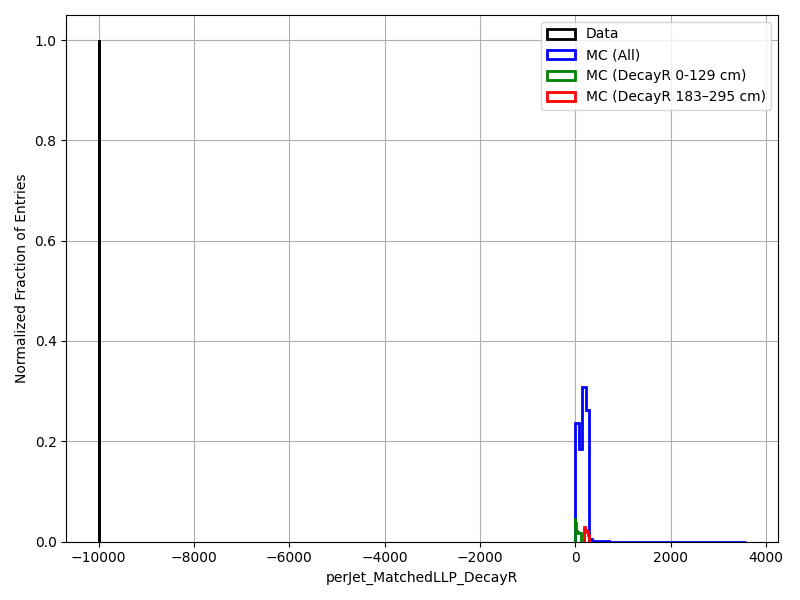 Data
MC (All)
MC (DecayR 0-129 cm)
MC (DecayR 183–295 cm)
Normalized Fraction of Entries
1.0
0.8
0.6
0.4
0.2
0.0
−10000 −8000 −6000 −4000 −2000 0 2000 4000
perJet_MatchedLLP_DecayR